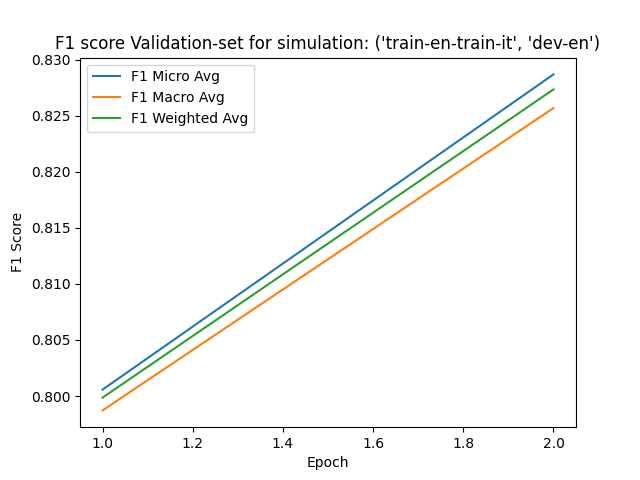 F1 score Validation-set for simulation: ('train-en-train-it', 'dev-en')
F1 Micro Avg
F1 Macro Avg
F1 Weighted Avg
F1 Score
0.830
0.825
0.820
0.815
0.810
0.805
0.800
1.0 1.2 1.4 1.6 1.8 2.0
Epoch